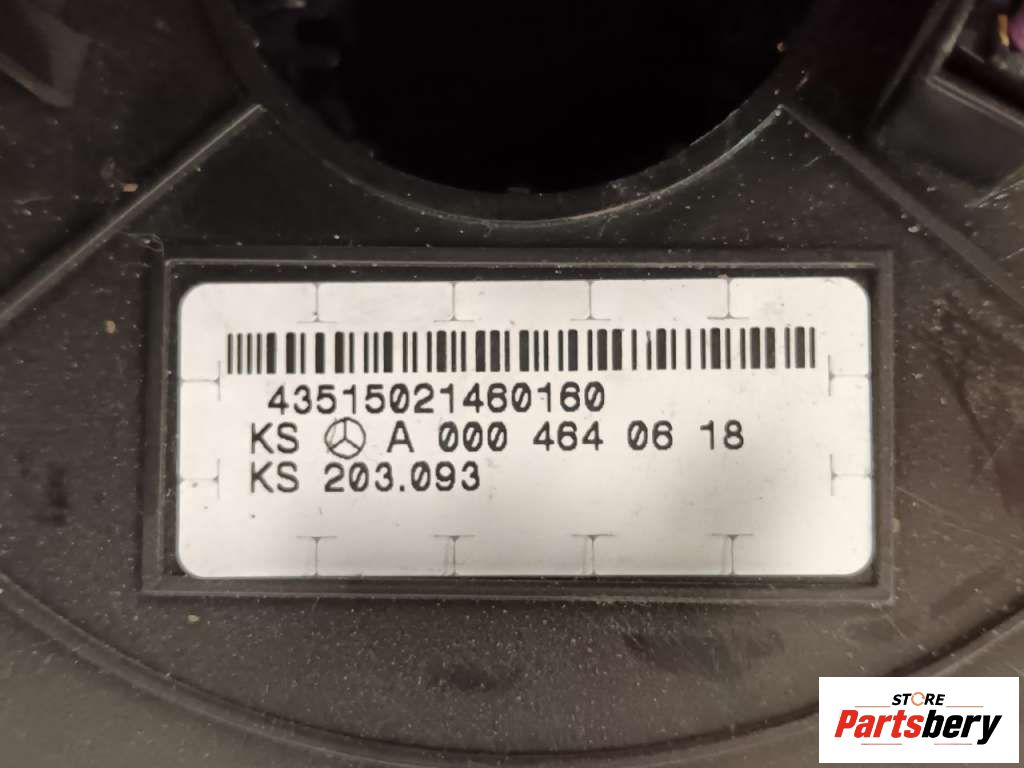 43515021460160
KS A 000 464 06 18
KS 203.093
STORE
Partsbery